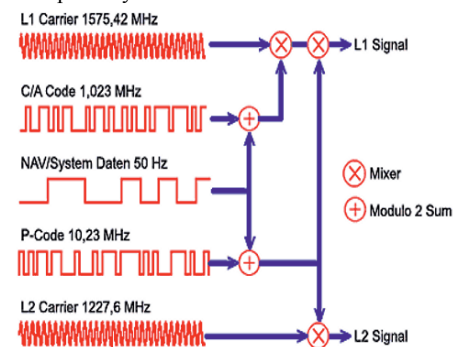 L1 Carrier 1575,42 MHz
L1 Signal
C/A Code 1,023 MHz
NAV/System Daten 50 Hz
Mixer
Modulo 2 Sum
P-Code 10,23 MHz
L2 Carrier 1227,6 MHz
L2 Signal